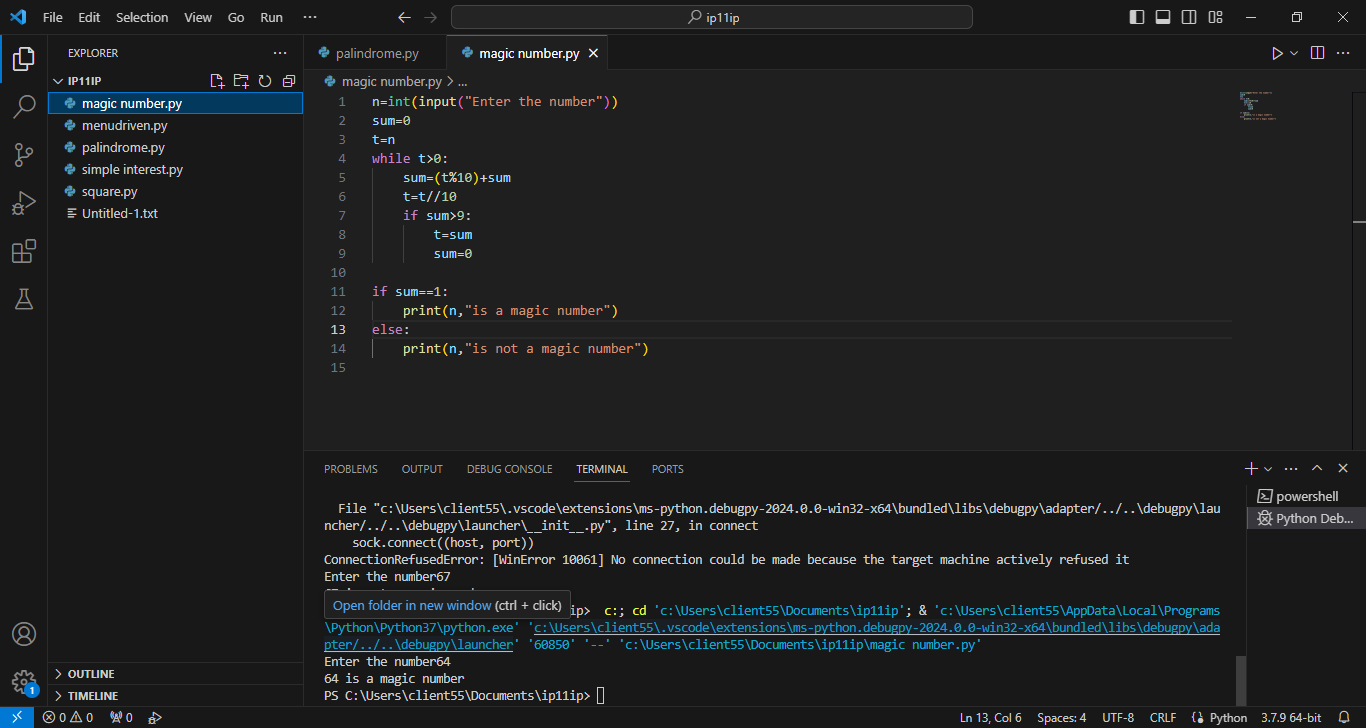 File Edit Selection View Go Run ··· ip11ip
EXPLORER ···
IP11IP
magic number.py
menudriven.py
palindrome.py
simple interest.py
square.py
Untitled-1.txt
OUTLINE
TIMELINE
palindrome.py magic number.py
magic number.py > ...
1 n=int(input("Enter the number"))
2 sum=0
3 t=n
4 while t>0:
5 sum=(t%10)+sum
6 t=t//10
7 if sum>9:
8 t=sum
9 sum=0
10
11 if sum==1:
12 print(n,"is a magic number")
13 else:
14 print(n,"is not a magic number")
15
PROBLEMS OUTPUT DEBUG CONSOLE TERMINAL PORTS
File "c:\Users\client55\.vscode\extensions\ms-python.debugpy-2024.0.0-win32-x64\bundled\libs\debugpy\adapter/../..\debugpy\lau
ncher/../..\debugpy\launcher\__init__.py", line 27, in connect
sock.connect((host, port))
ConnectionRefusedError: [WinError 10061] No connection could be made because the target machine actively refused it
Enter the number67
Open folder in new window (ctrl + click) ip> c:; cd 'c:\Users\client55\Documents\ip11ip'; & 'c:\Users\client55\AppData\Local\Programs
\Python\Python37\python.exe' 'c:\Users\client55\.vscode\extensions\ms-python.debugpy-2024.0.0-win32-x64\bundled\libs\debugpy\ada
pter/../..\debugpy\launcher' '60850' '--' 'c:\Users\client55\Documents\ip11ip\magic number.py'
Enter the number64
64 is a magic number
PS C:\Users\client55\Documents\ip11ip>
powershell
Python Deb...
1
0 0 0 Ln 13, Col 6 Spaces: 4 UTF-8 CRLF Python 3.7.9 64-bit